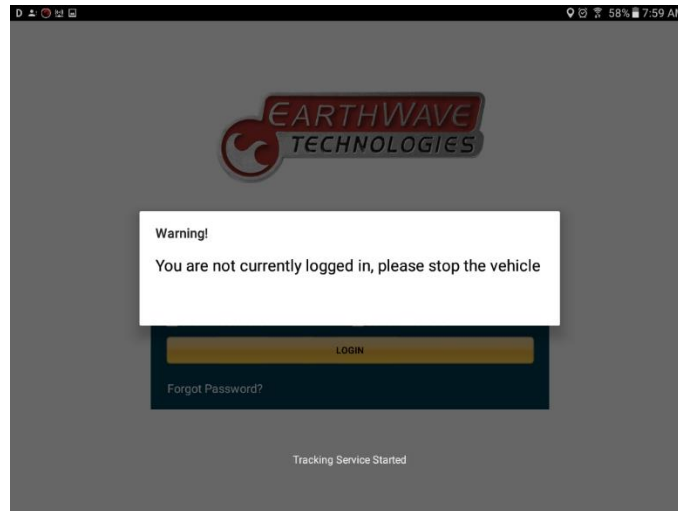 D 58% 7:59 AM
EARTHWAVE
TECHNOLOGIES
Warning!
You are not currently logged in, please stop the vehicle
LOGIN
Forgot Password?
Tracking Service Started